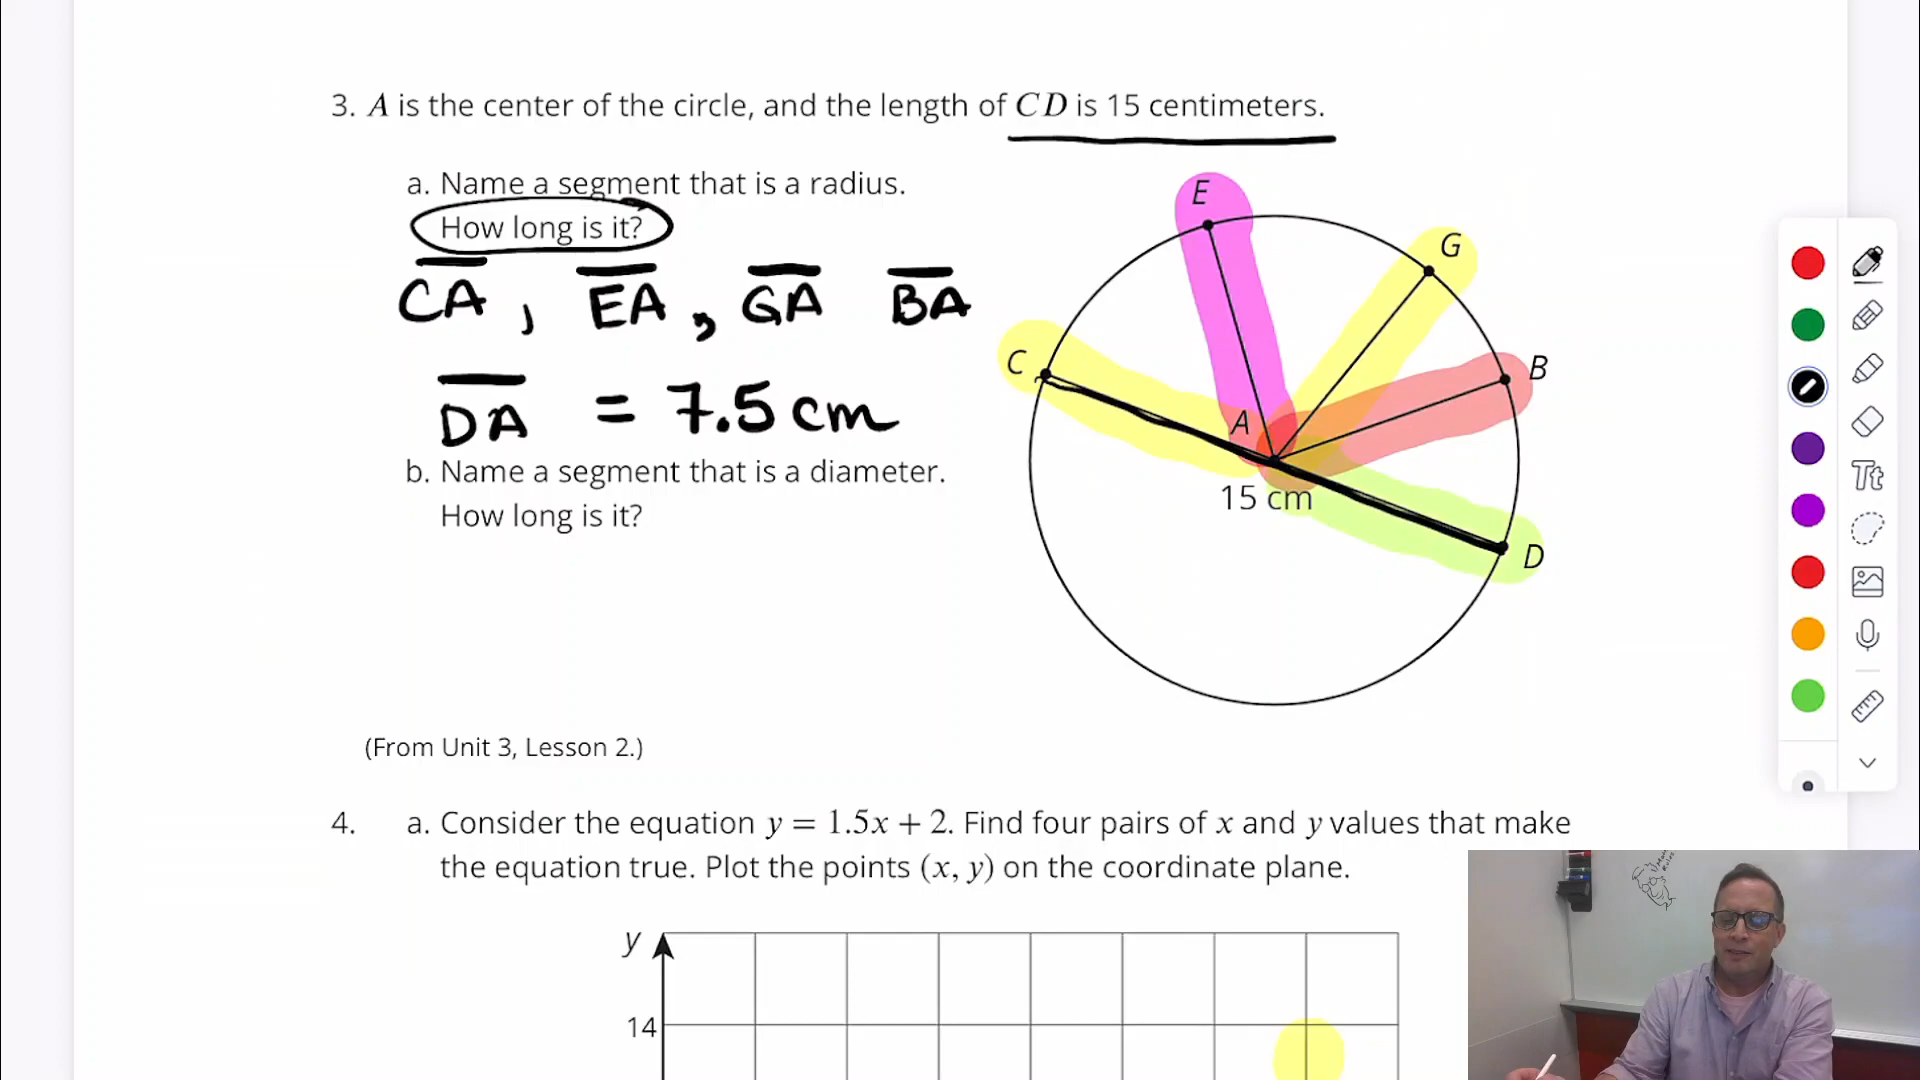 3. A is the center of the circle, and the length of CD is 15 centimeters.
a. Name a segment that is a radius.
How long is it?
CA, EA, GA BA
DA = 7.5 cm
b. Name a segment that is a diameter.
How long is it?
E
G
C
B
A
15 cm
D
(From Unit 3, Lesson 2.)
4. a. Consider the equation y = 1.5x + 2. Find four pairs of x and y values that make
the equation true. Plot the points (x, y) on the coordinate plane.
y
14
Tt